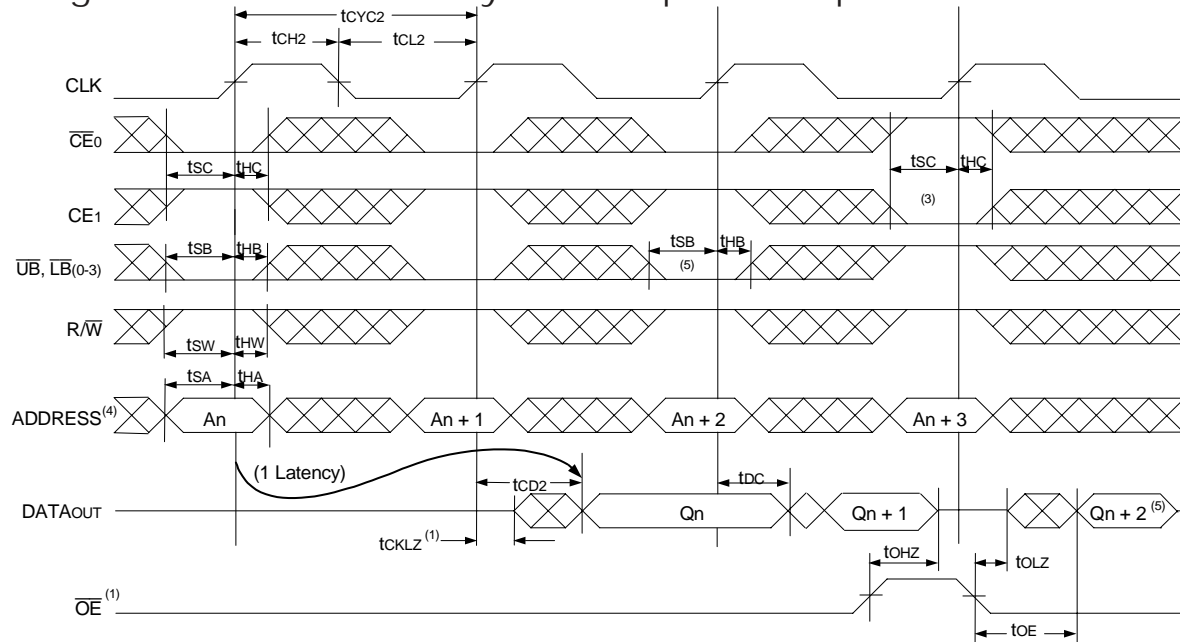 tCYC2
tCH2 tCL2
CLK
CE0
tSC tHC tSC tHC
(3)
CE1
tSB tHB tSB tHB
UB, LB(0-3)
(5)
R/W
tSW tHW
tSA tHA
ADDRESS(4) An An + 1 An + 2 An + 3
(1 Latency)
tCD2 tDC
DATAOUT Qn Qn + 1 Qn + 2 (5)
tCKLZ(1)
tOHZ tOLZ
OE (1)
tOE